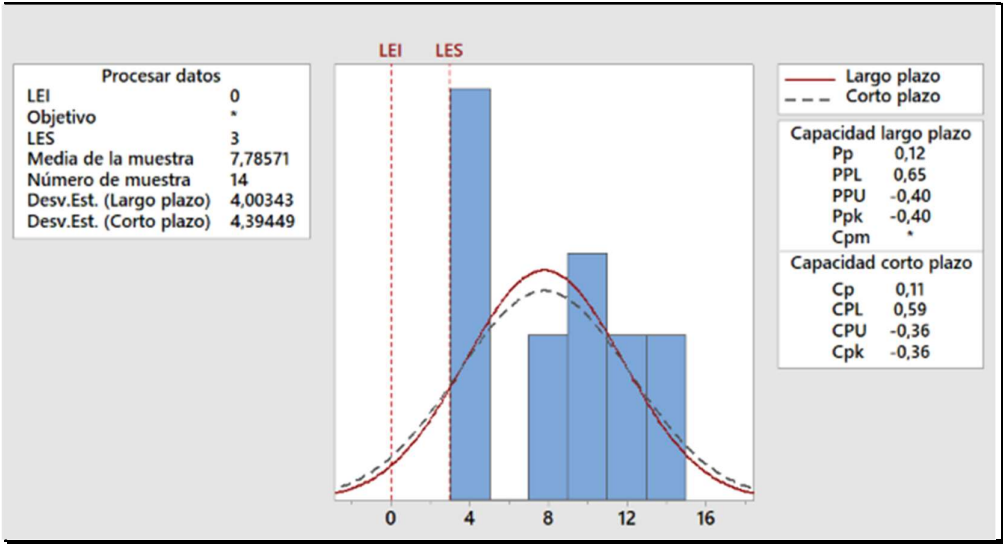 LEI LES
Procesar datos
LEI 0
Objetivo *
LES 3
Media de la muestra 7,78571
Número de muestra 14
Desv.Est. (Largo plazo) 4,00343
Desv.Est. (Corto plazo) 4,39449
Largo plazo
Corto plazo
Capacidad largo plazo
Pp 0,12
PPL 0,65
PPU -0,40
Ppk -0,40
Cpm *
Capacidad corto plazo
Cp 0,11
CPL 0,59
CPU -0,36
Cpk -0,36
0 4 8 12 16